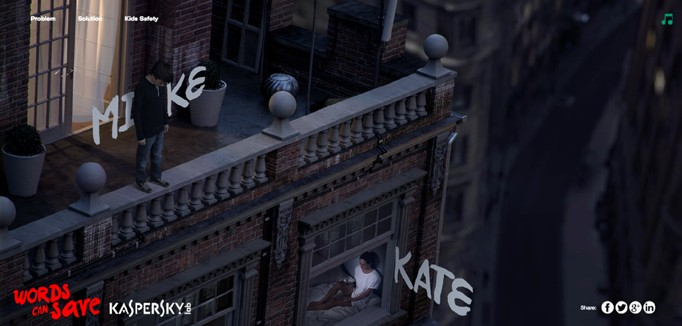 Problem Solution Kids Safety
MIKE
KATE
WORDS
CAN save
KASPERSKY lab
Share: